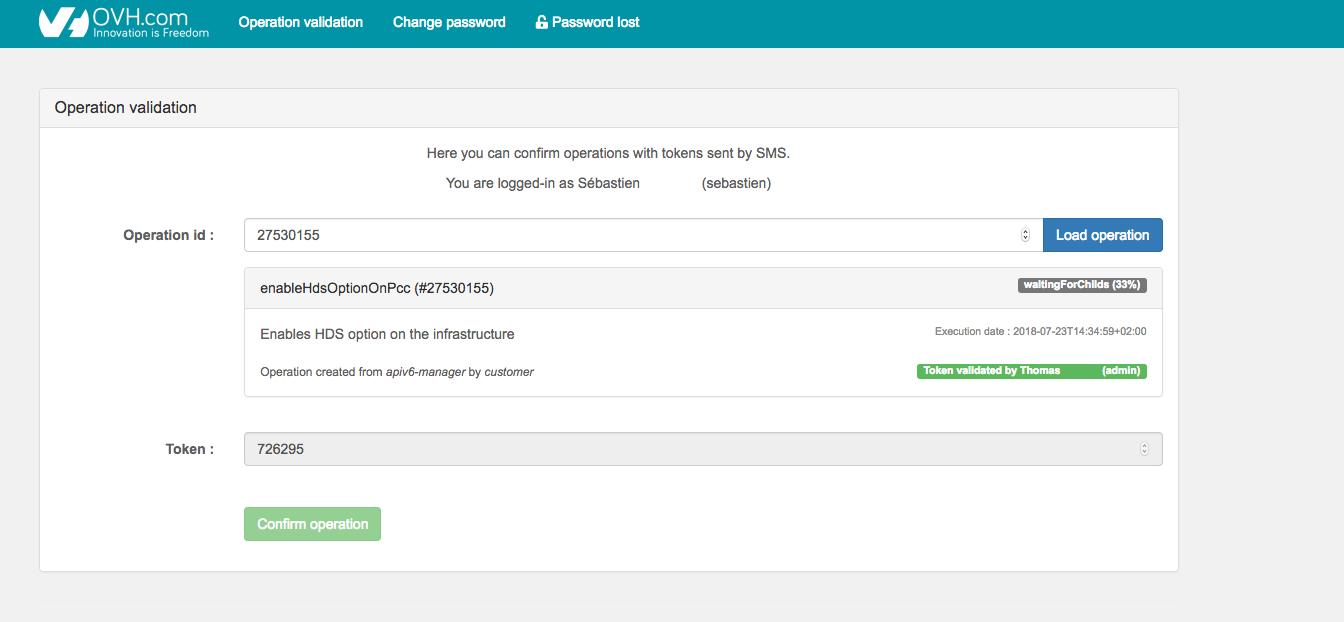 OVH.com
Innovation is Freedom
Operation validation
Change password
Password lost
Operation validation
Here you can confirm operations with tokens sent by SMS.
You are logged-in as Sébastien (sebastien)
Operation id :
27530155
Load operation
enableHdsOptionOnPcc (#27530155)
waitingForChilds (33%)
Enables HDS option on the infrastructure
Execution date : 2018-07-23T14:34:59+02:00
Operation created from apiv6-manager by customer
Token validated by Thomas (admin)
Token :
726295
Confirm operation